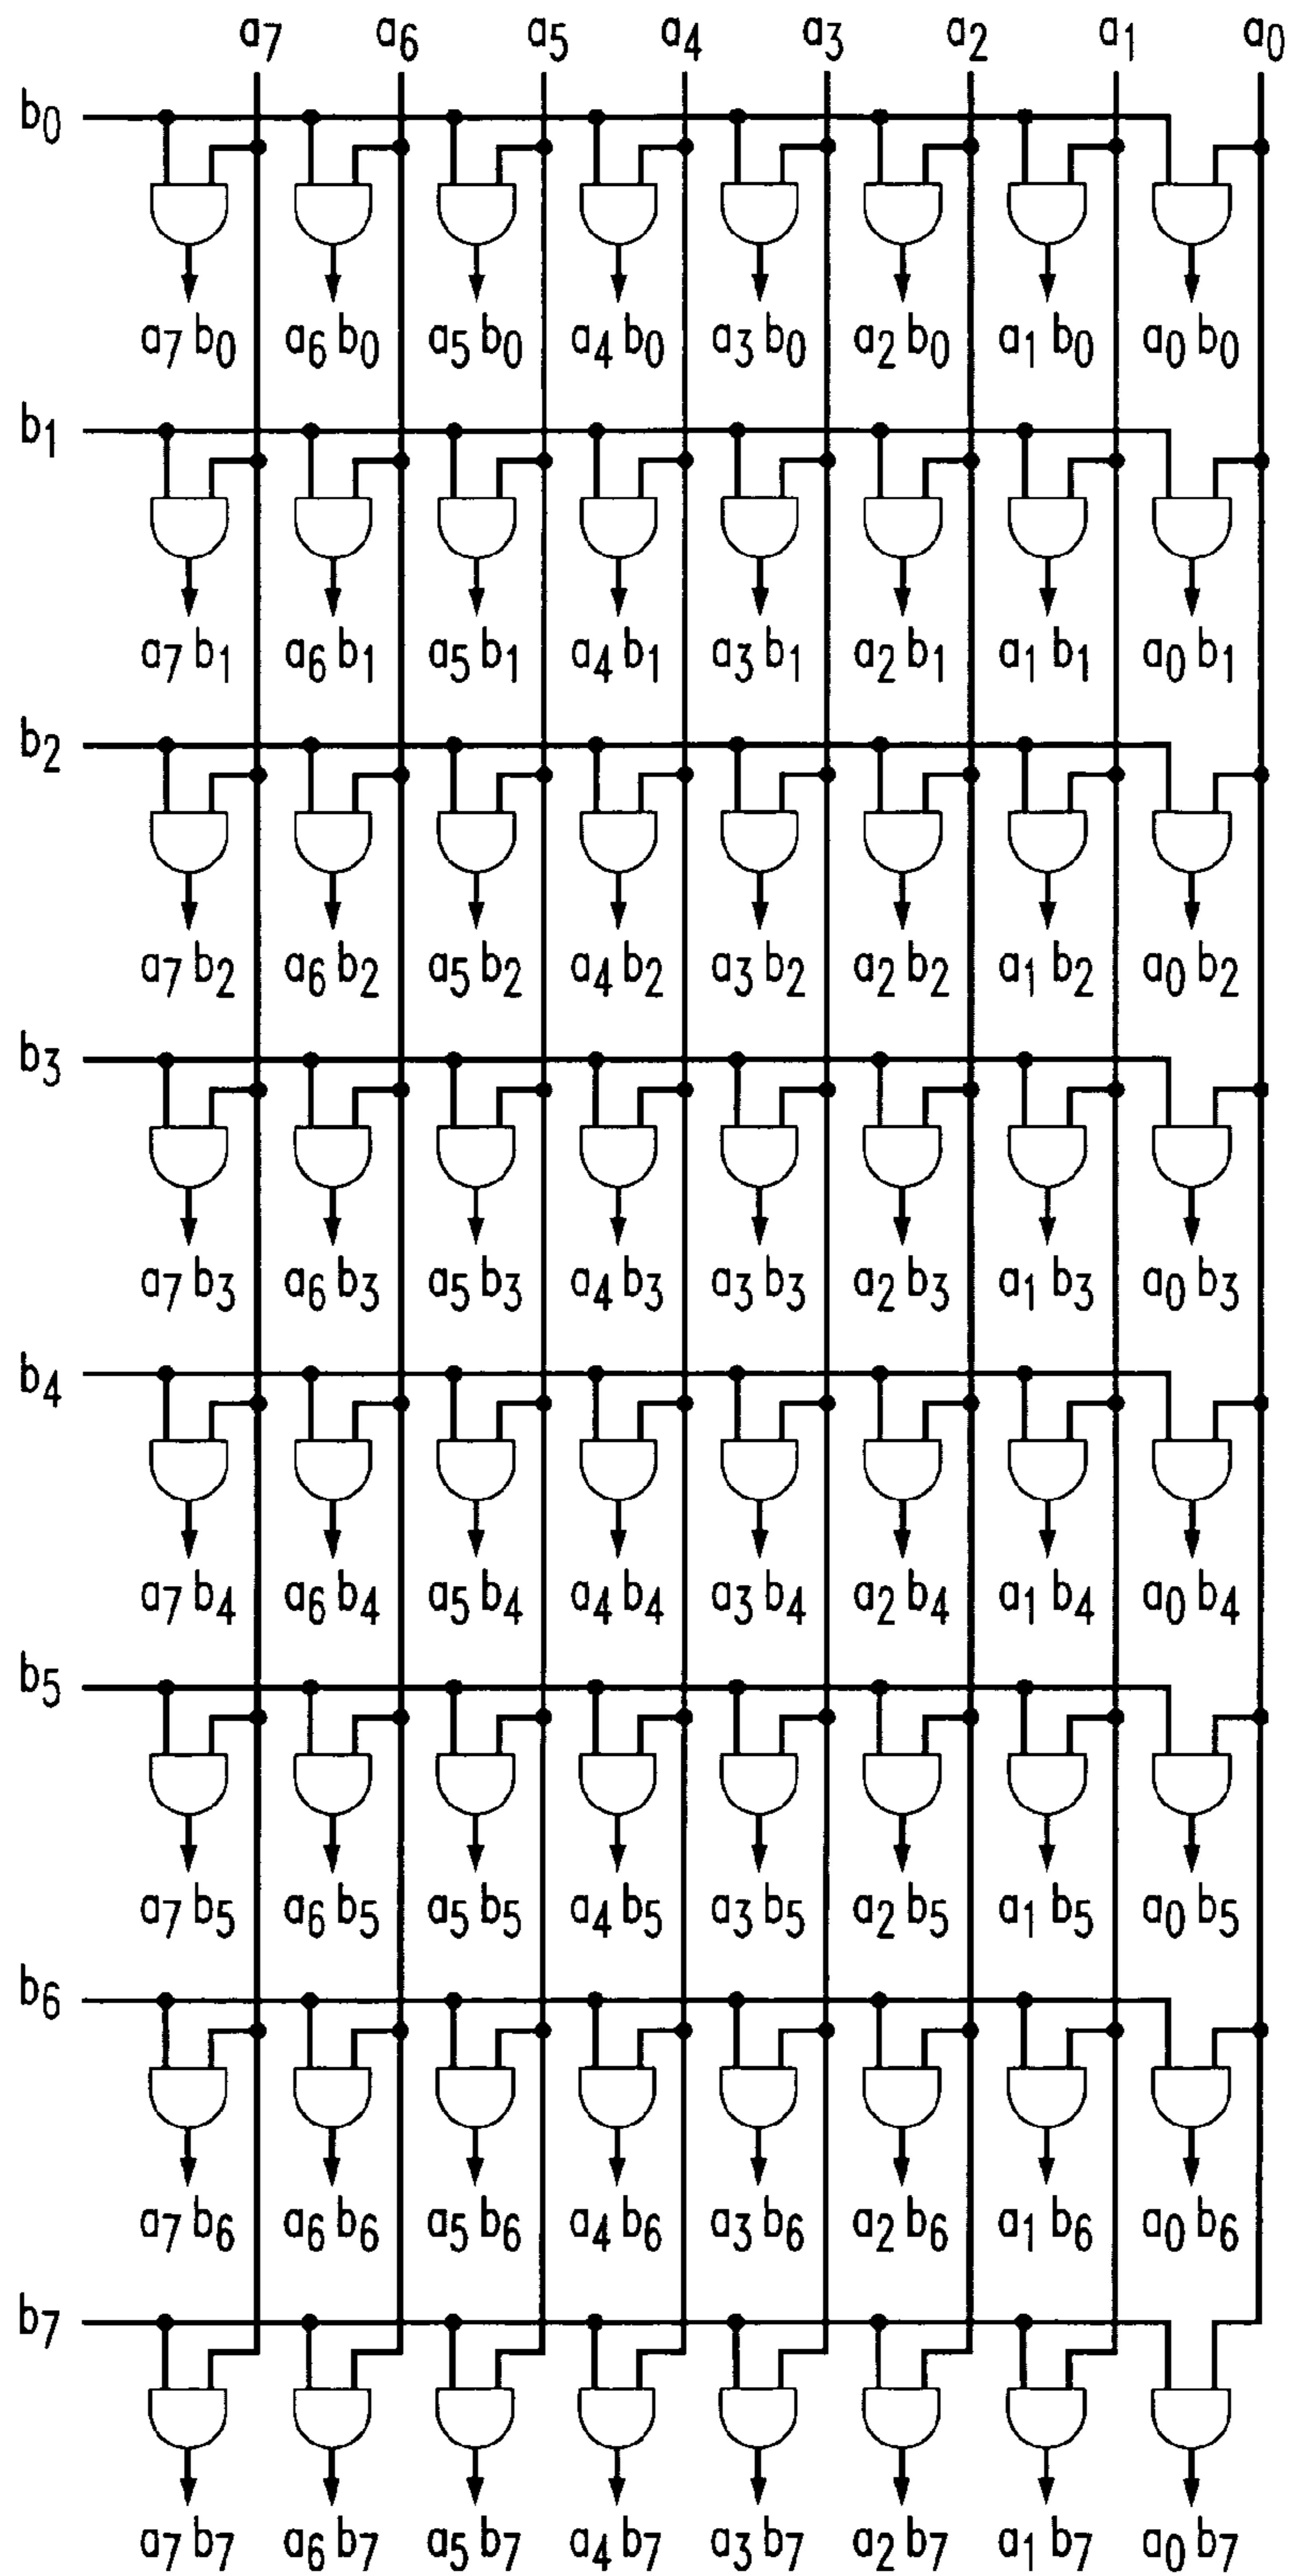 a7 a6 a5 a4 a3 a2 a1 a0
b0
a7 b0 a6 b0 a5 b0 a4 b0 a3 b0 a2 b0 a1 b0 a0 b0
b1
a7 b1 a6 b1 a5 b1 a4 b1 a3 b1 a2 b1 a1 b1 a0 b1
b2
a7 b2 a6 b2 a5 b2 a4 b2 a3 b2 a2 b2 a1 b2 a0 b2
b3
a7 b3 a6 b3 a5 b3 a4 b3 a3 b3 a2 b3 a1 b3 a0 b3
b4
a7 b4 a6 b4 a5 b4 a4 b4 a3 b4 a2 b4 a1 b4 a0 b4
b5
a7 b5 a6 b5 a5 b5 a4 b5 a3 b5 a2 b5 a1 b5 a0 b5
b6
a7 b6 a6 b6 a5 b6 a4 b6 a3 b6 a2 b6 a1 b6 a0 b6
b7
a7 b7 a6 b7 a5 b7 a4 b7 a3 b7 a2 b7 a1 b7 a0 b7